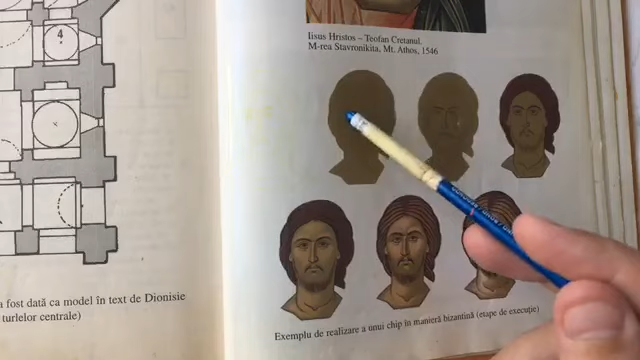 4
a fost dată ca model în text de Dionisie
turlelor centrale)
Iisus Hristos – Teofan Cretanul.
M-rea Stavronikita, Mt. Athos, 1546
Exemplu de realizare a unui chip în manieră bizantină (etape de execuție)